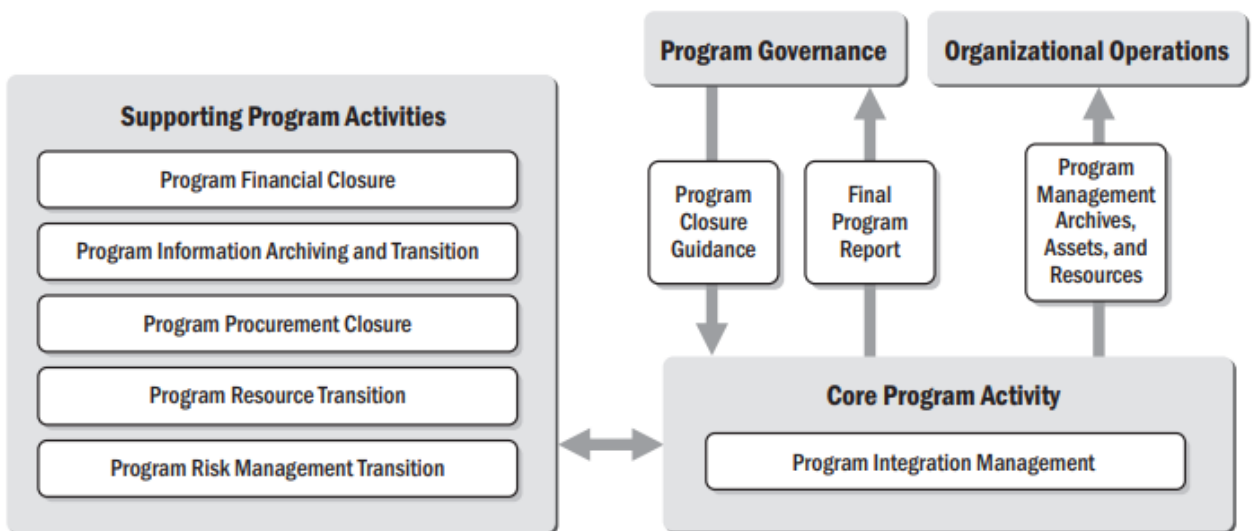 Program Governance
Organizational Operations
Supporting Program Activities
Program Financial Closure
Program Information Archiving and Transition
Program Procurement Closure
Program Resource Transition
Program Risk Management Transition
Program
Closure
Guidance
Final
Program
Report
Program
Management
Archives,
Assets, and
Resources
Core Program Activity
Program Integration Management